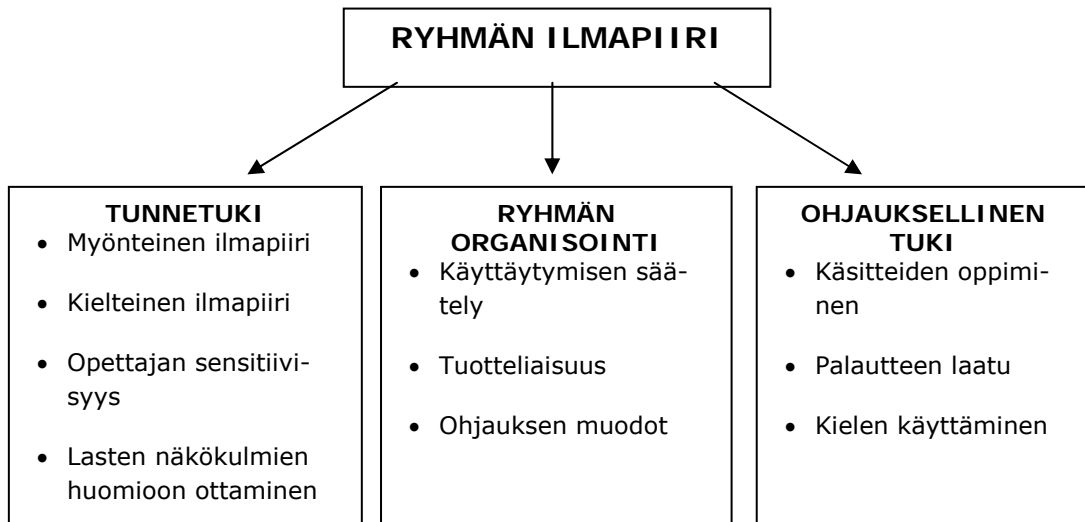 RYHMÄN ILMAPIIRI
TUNNETUKI
• Myönteinen ilmapiiri
• Kielteinen ilmapiiri
• Opettajan sensitiivi-
syys
• Lasten näkökulmien
huomioon ottaminen
RYHMÄN
ORGANISOINTI
• Käyttäytymisen sää-
tely
• Tuotteliaisuus
• Ohjauksen muodot
OHJAUKSELLINEN
TUKI
• Käsitteiden oppimi-
nen
• Palautteen laatu
• Kielen käyttäminen